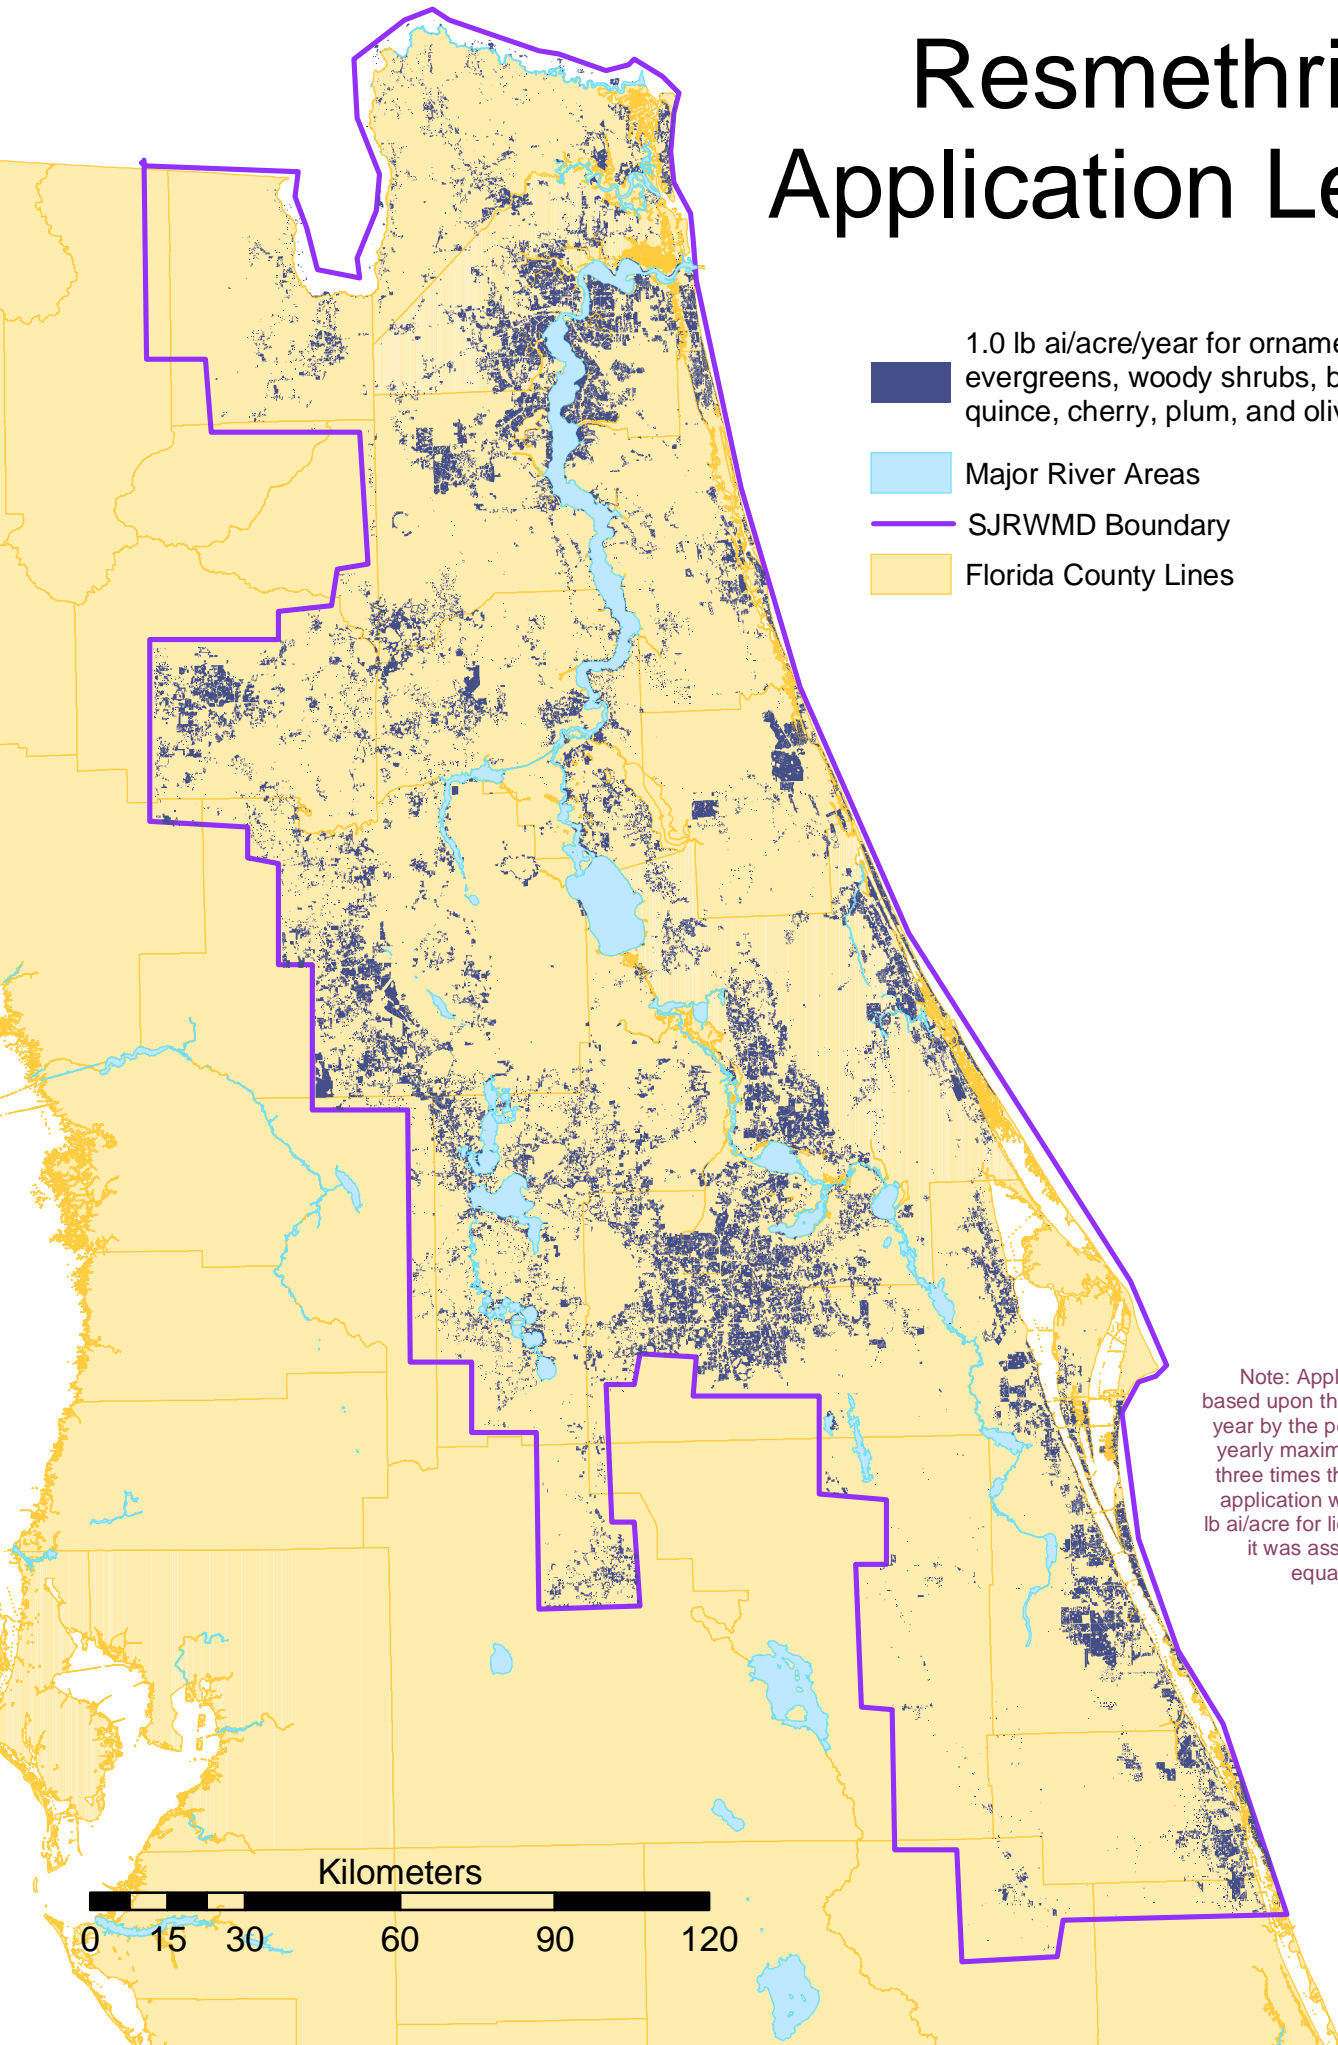 Resmethri
Application Le
1.0 lb ai/acre/year for orname
evergreens, woody shrubs, b
quince, cherry, plum, and oliv
Major River Areas
SJRWMD Boundary
Florida County Lines
Note: Appl
based upon th
year by the p
yearly maxim
three times th
application w
lb ai/acre for li
it was ass
equa
Kilometers
0 15 30 60 90 120